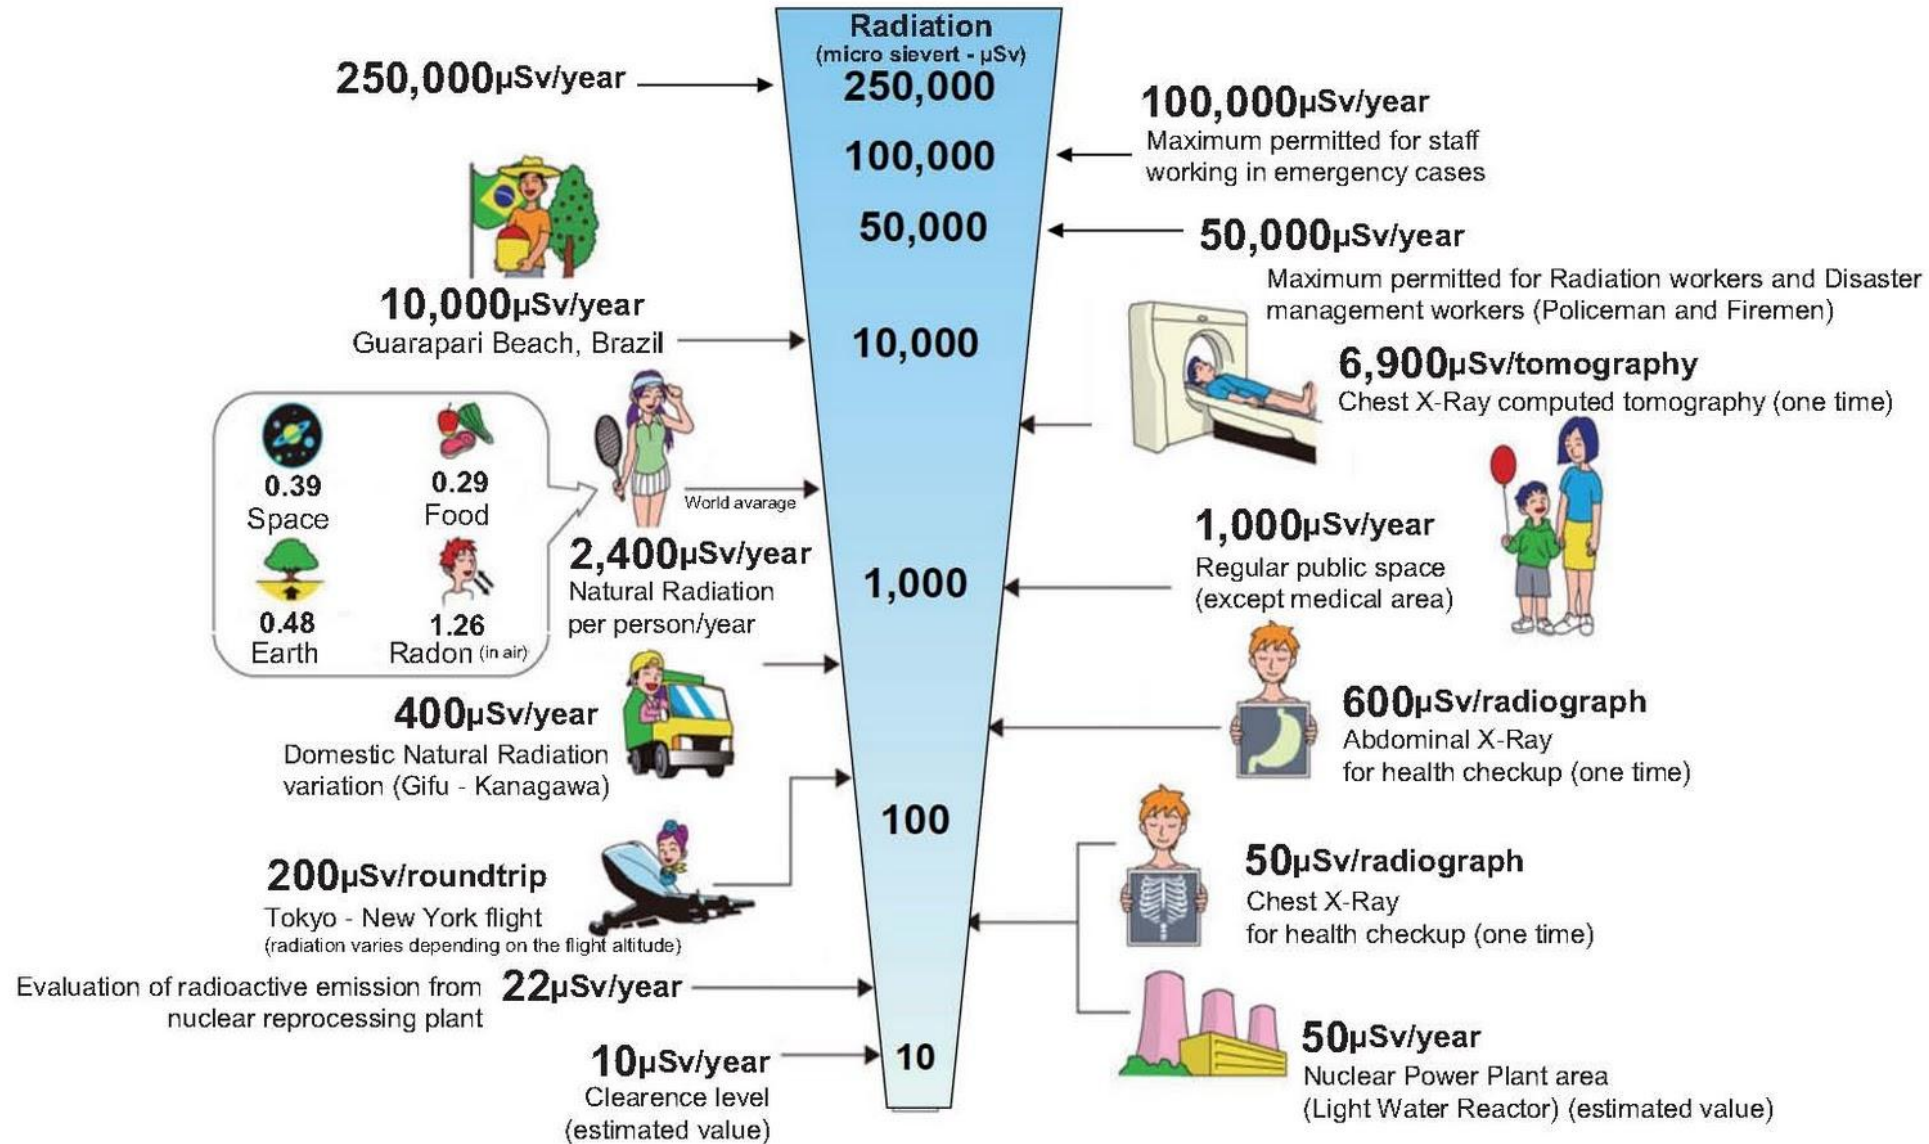 Radiation
(micro sievert - µSv)
250,000
100,000
50,000
10,000
1,000
100
10
250,000µSv/year
10,000µSv/year
Guarapari Beach, Brazil
0.39
Space
0.29
Food
0.48
Earth
1.26
Radon (in air)
World avarage
2,400µSv/year
Natural Radiation
per person/year
400µSv/year
Domestic Natural Radiation
variation (Gifu - Kanagawa)
200µSv/roundtrip
Tokyo - New York flight
(radiation varies depending on the flight altitude)
Evaluation of radioactive emission from
nuclear reprocessing plant
22µSv/year
10µSv/year
Clearence level
(estimated value)
100,000µSv/year
Maximum permitted for staff
working in emergency cases
50,000µSv/year
Maximum permitted for Radiation workers and Disaster
management workers (Policeman and Firemen)
6,900µSv/tomography
Chest X-Ray computed tomography (one time)
1,000µSv/year
Regular public space
(except medical area)
600µSv/radiograph
Abdominal X-Ray
for health checkup (one time)
50µSv/radiograph
Chest X-Ray
for health checkup (one time)
50µSv/year
Nuclear Power Plant area
(Light Water Reactor) (estimated value)